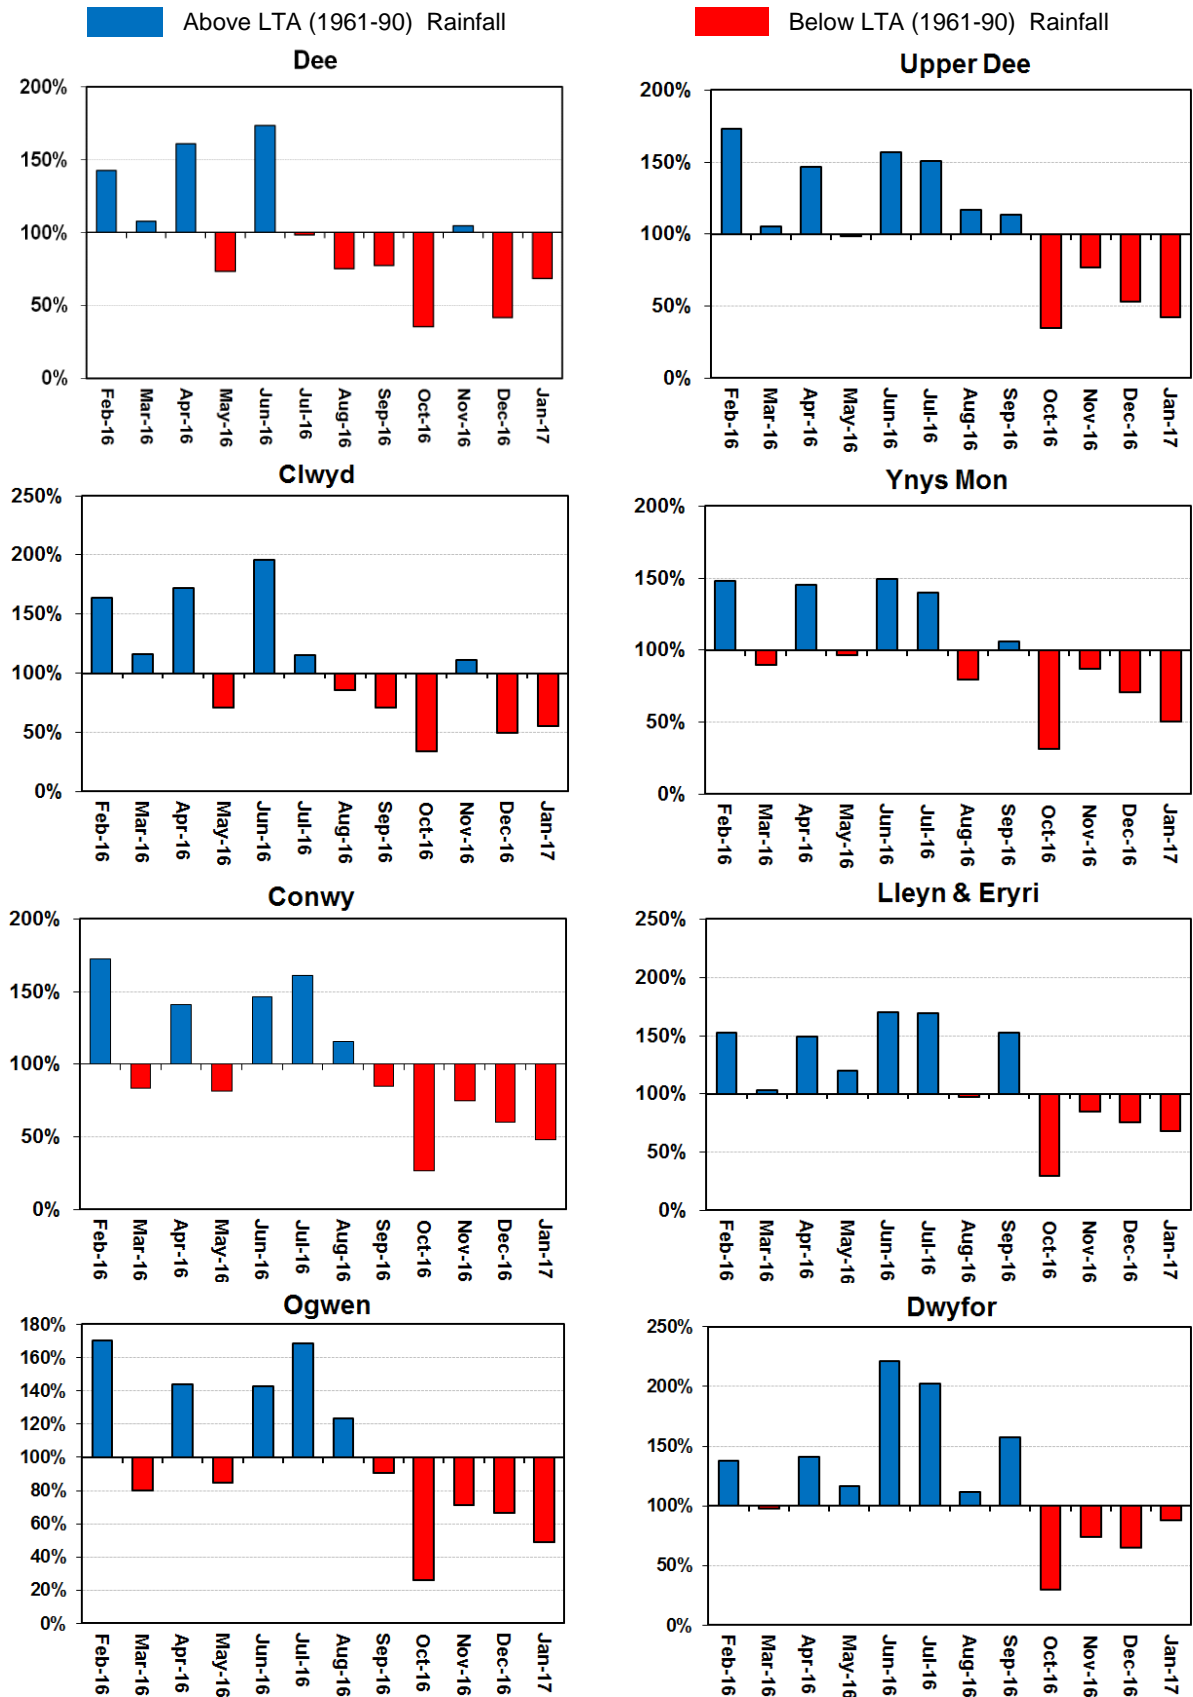 Above LTA (1961-90) Rainfall
Below LTA (1961-90) Rainfall
Dee
200%
150%
100%
50%
0%
Feb-16 Mar-16 Apr-16 May-16 Jun-16 Jul-16 Aug-16 Sep-16 Oct-16 Nov-16 Dec-16 Jan-17
Upper Dee
200%
150%
100%
50%
0%
Feb-16 Mar-16 Apr-16 May-16 Jun-16 Jul-16 Aug-16 Sep-16 Oct-16 Nov-16 Dec-16 Jan-17
Clwyd
250%
200%
150%
100%
50%
0%
Feb-16 Mar-16 Apr-16 May-16 Jun-16 Jul-16 Aug-16 Sep-16 Oct-16 Nov-16 Dec-16 Jan-17
Ynys Mon
200%
150%
100%
50%
0%
Feb-16 Mar-16 Apr-16 May-16 Jun-16 Jul-16 Aug-16 Sep-16 Oct-16 Nov-16 Dec-16 Jan-17
Conwy
200%
150%
100%
50%
0%
Feb-16 Mar-16 Apr-16 May-16 Jun-16 Jul-16 Aug-16 Sep-16 Oct-16 Nov-16 Dec-16 Jan-17
Lleyn & Eryri
250%
200%
150%
100%
50%
0%
Feb-16 Mar-16 Apr-16 May-16 Jun-16 Jul-16 Aug-16 Sep-16 Oct-16 Nov-16 Dec-16 Jan-17
Ogwen
180%
160%
140%
120%
100%
80%
60%
40%
20%
0%
Feb-16 Mar-16 Apr-16 May-16 Jun-16 Jul-16 Aug-16 Sep-16 Oct-16 Nov-16 Dec-16 Jan-17
Dwyfor
250%
200%
150%
100%
50%
0%
Feb-16 Mar-16 Apr-16 May-16 Jun-16 Jul-16 Aug-16 Sep-16 Oct-16 Nov-16 Dec-16 Jan-17